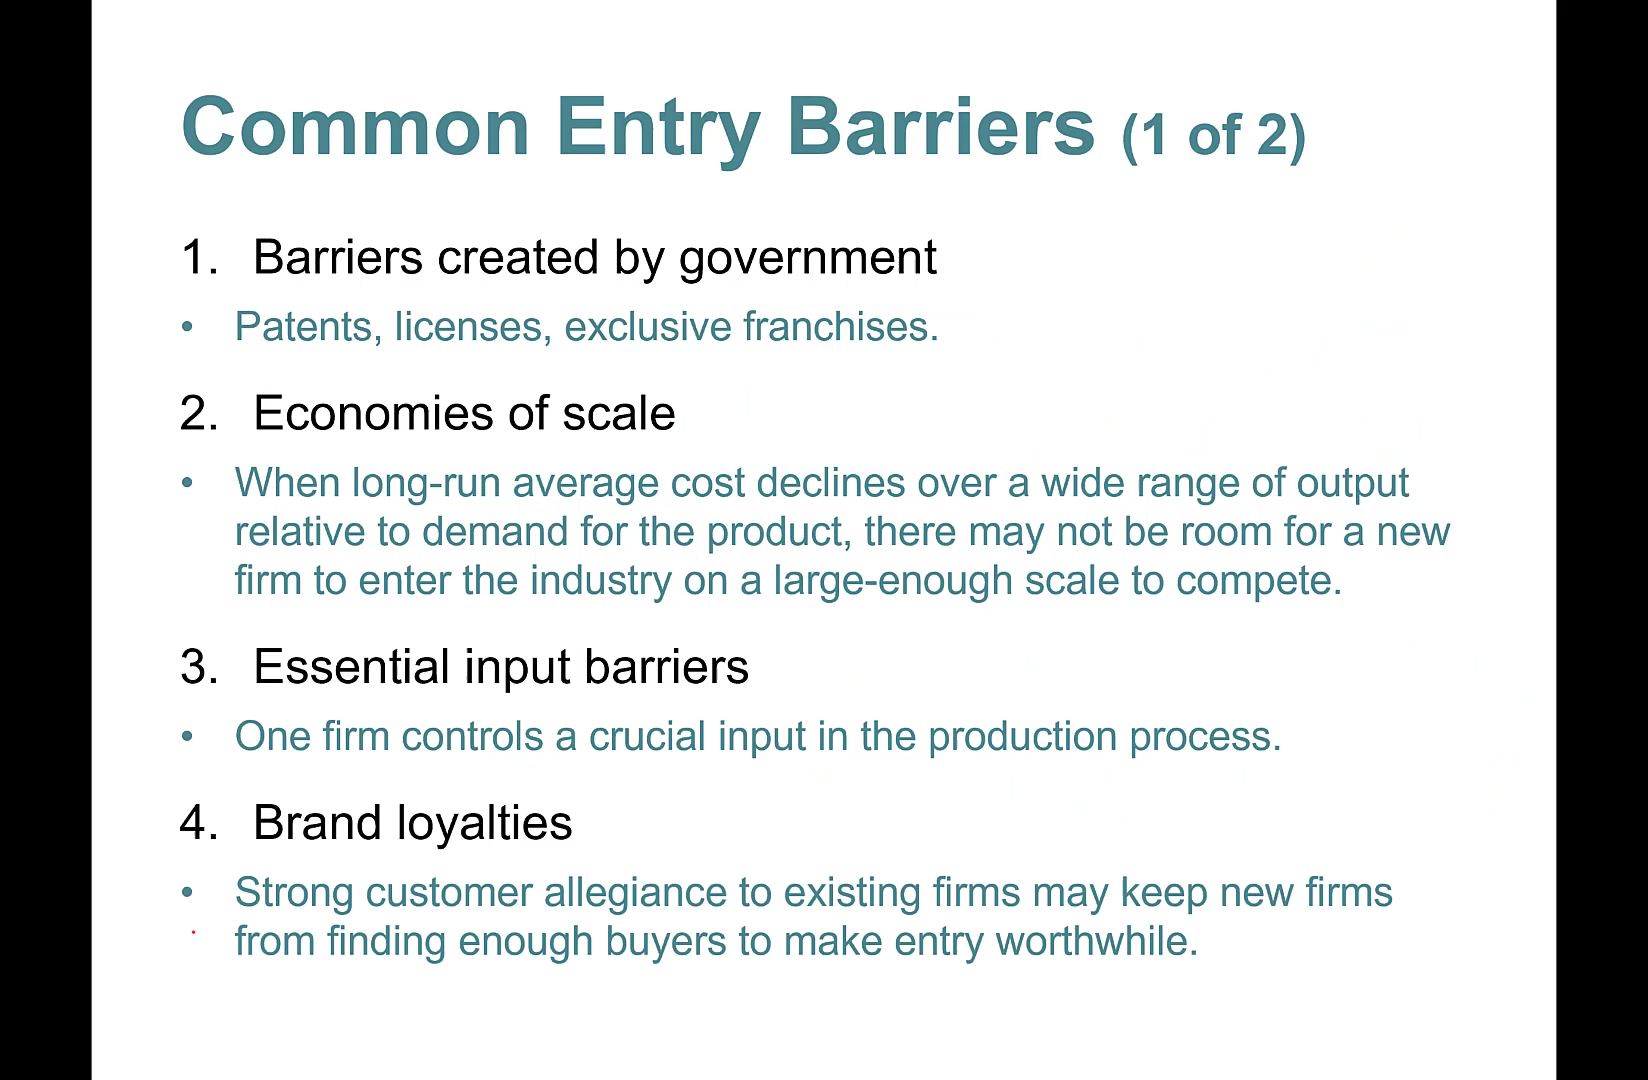 Common Entry Barriers (1 of 2)
1. Barriers created by government
• Patents, licenses, exclusive franchises.
2. Economies of scale
• When long-run average cost declines over a wide range of output
relative to demand for the product, there may not be room for a new
firm to enter the industry on a large-enough scale to compete.
3. Essential input barriers
• One firm controls a crucial input in the production process.
4. Brand loyalties
• Strong customer allegiance to existing firms may keep new firms
from finding enough buyers to make entry worthwhile.